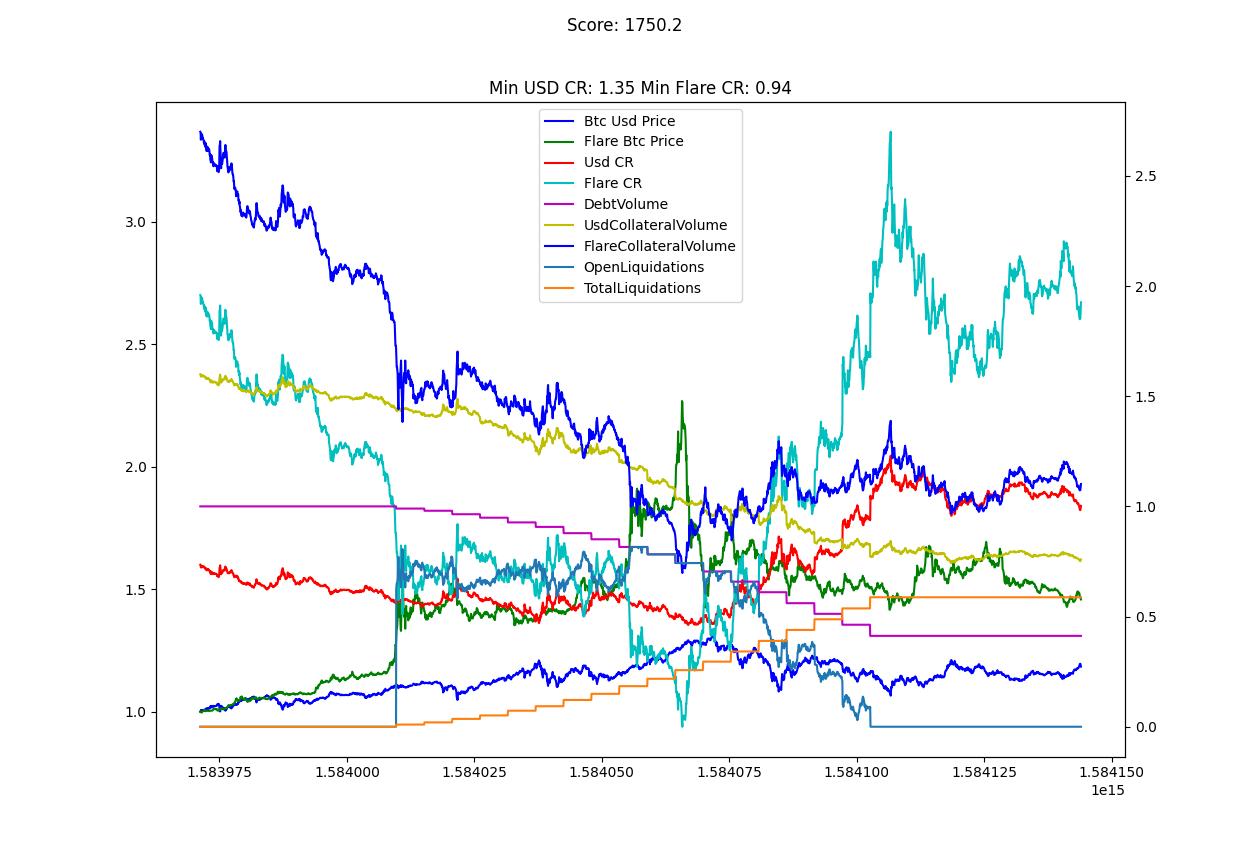 Score: 1750.2
Min USD CR: 1.35 Min Flare CR: 0.94
Btc Usd Price
Flare Btc Price
Usd CR
Flare CR
DebtVolume
UsdCollateralVolume
FlareCollateralVolume
OpenLiquidations
TotalLiquidations
3.0
2.5
2.0
1.5
1.0
2.5
2.0
1.5
1.0
0.5
0.0
1.583975
1.584000
1.584025
1.584050
1.584075
1.584100
1.584125
1.584150
1e15